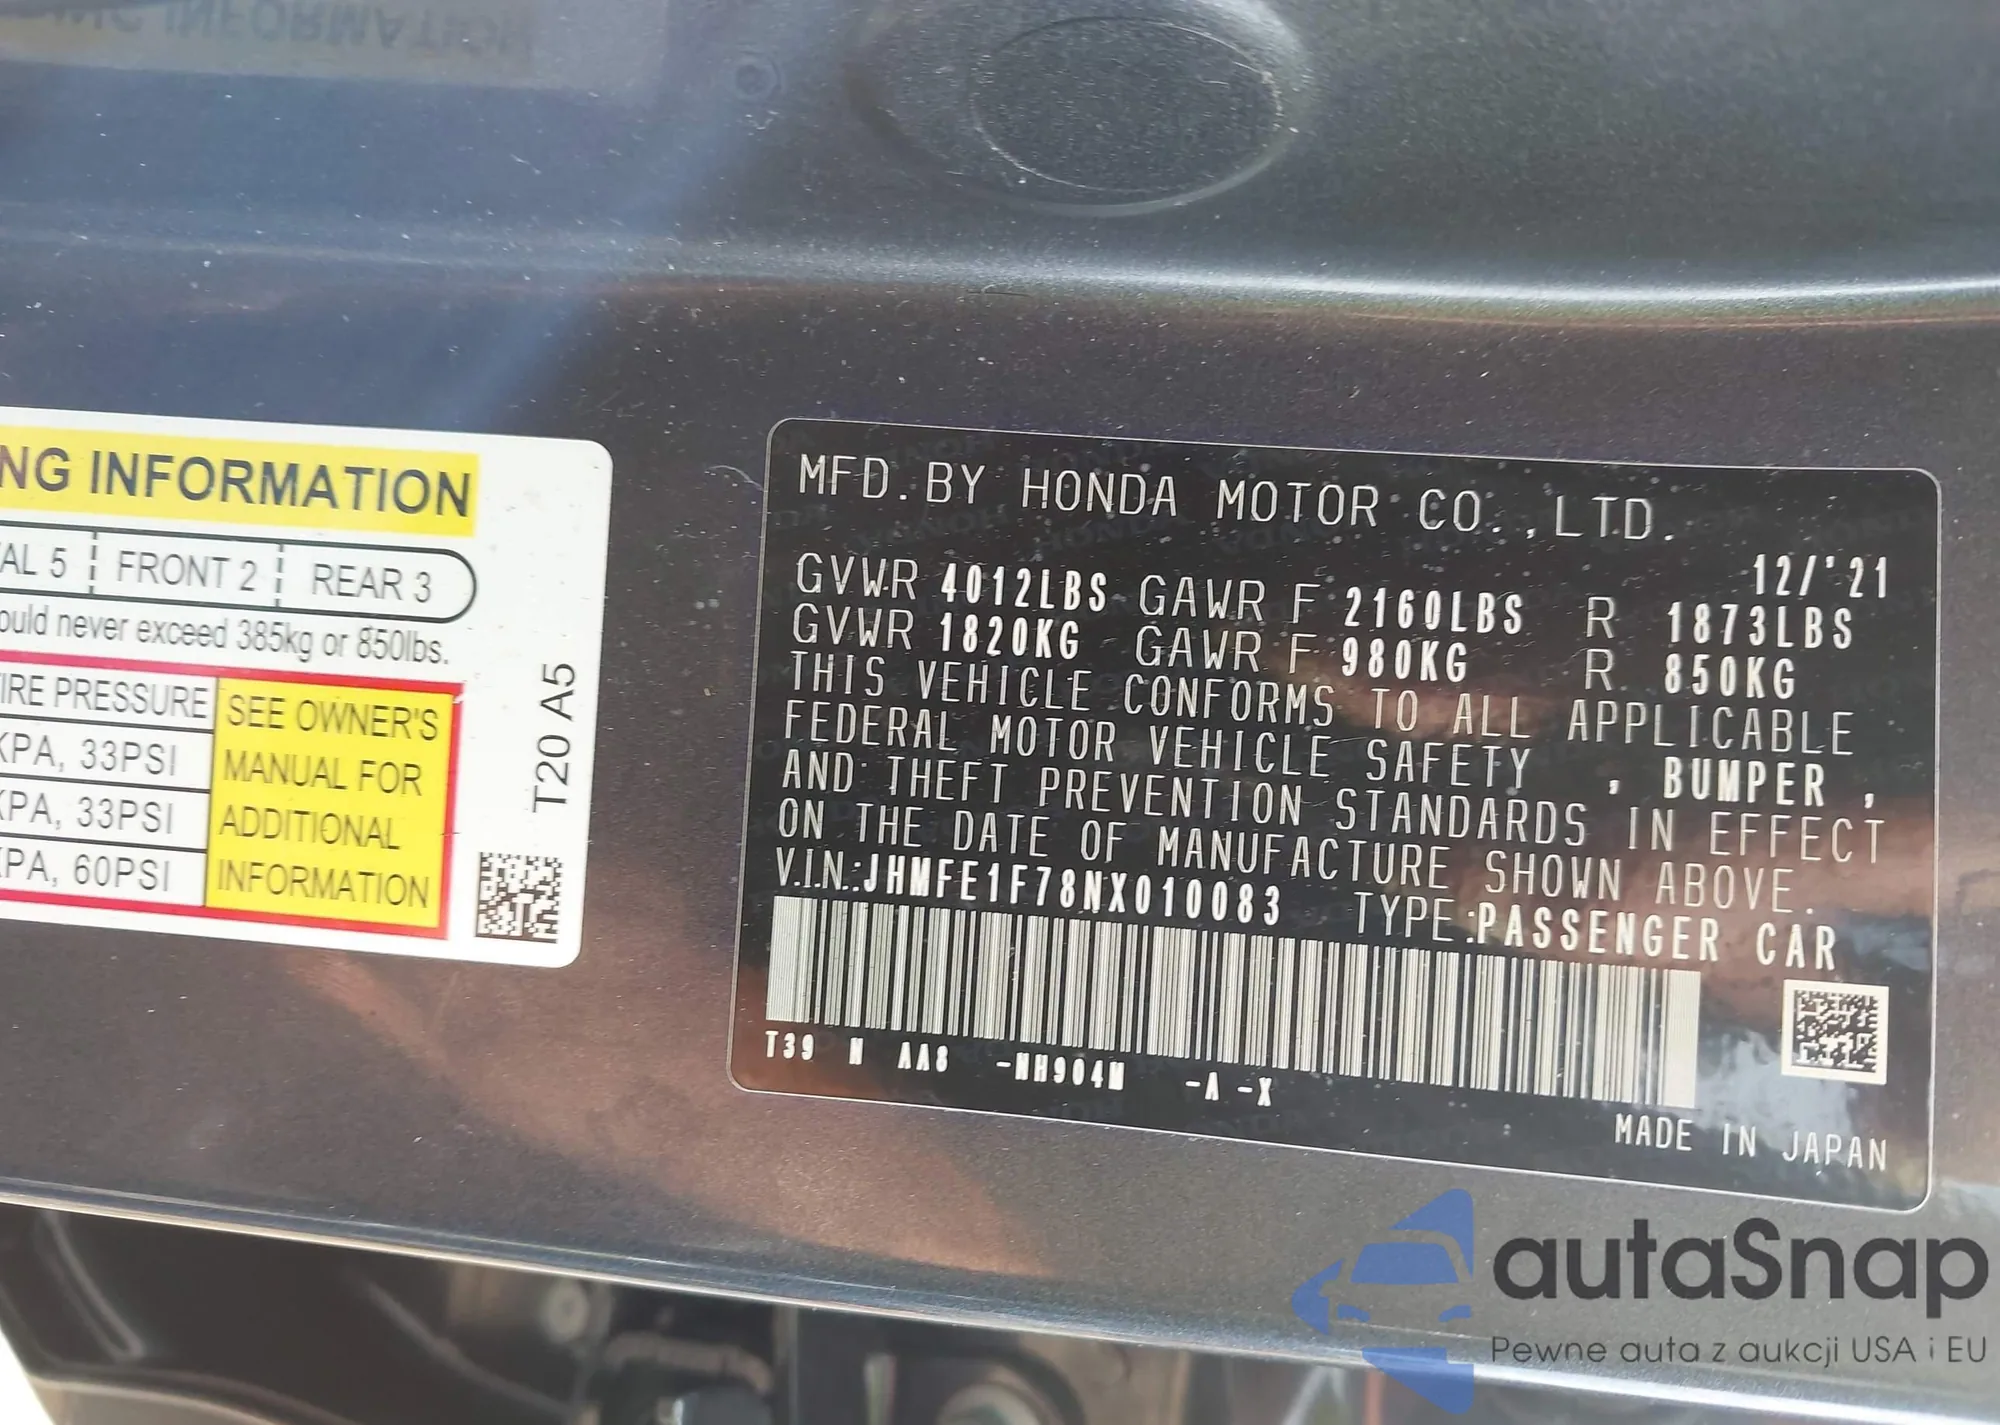 NG INFORMATION
AL 5 FRONT 2 REAR 3
ould never exceed 385kg or 850lbs.
IRE PRESSURE
KPA, 33PSI
KPA, 33PSI
KPA, 60PSI
SEE OWNER'S
MANUAL FOR
ADDITIONAL
INFORMATION
T20 A5
MFD. BY HONDA MOTOR CO.,LTD.
12/'21
GVWR 4012LBS GAWR F 2160LBS R 1873LBS
GVWR 1820KG GAWR F 980KG R 850KG
THIS VEHICLE CONFORMS TO ALL APPLICABLE
FEDERAL MOTOR VEHICLE SAFETY , BUMPER ,
AND THEFT PREVENTION STANDARDS IN EFFECT
ON THE DATE OF MANUFACTURE SHOWN ABOVE.
V.I.N.:JHMFE1F78NX010083 TYPE:PASSENGER CAR
T39 N AA8 -NH904M -A -X
MADE IN JAPAN
autaSnap
Pewne auta z aukcji USA i EU